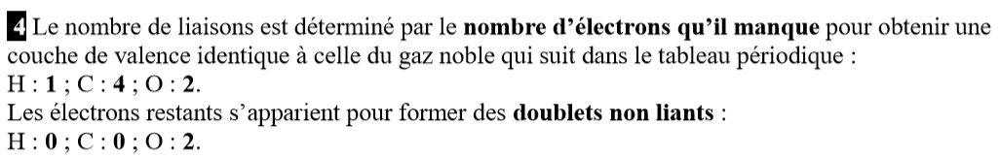 4 Le nombre de liaisons est déterminé par le nombre d’électrons qu’il manque pour obtenir une
couche de valence identique à celle du gaz noble qui suit dans le tableau périodique :
H : 1 ; C : 4 ; O : 2.
Les électrons restants s’apparient pour former des doublets non liants :
H : 0 ; C : 0 ; O : 2.